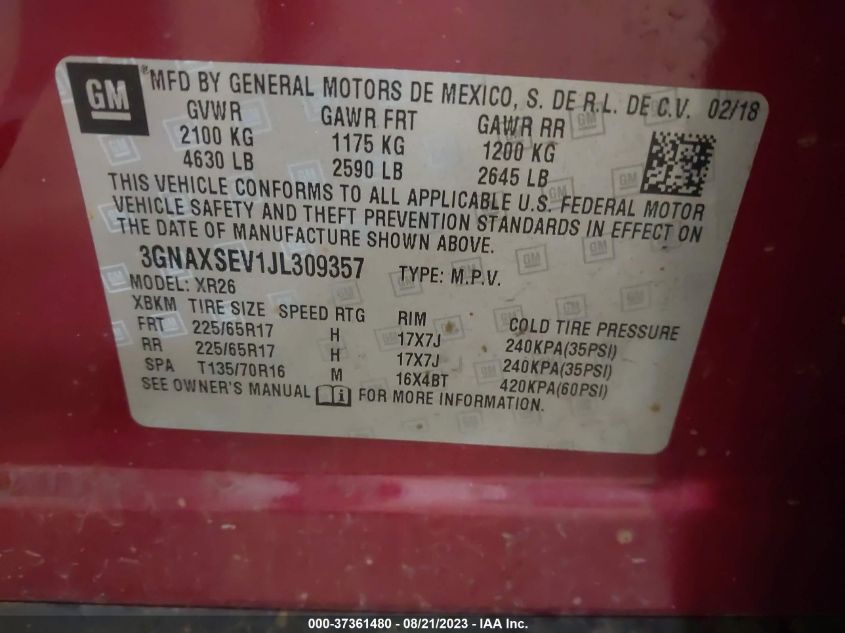 GM
® MFD BY GENERAL MOTORS DE MEXICO, S. DE R.L. DE C.V. 02/18
GVWR GAWR FRT GAWR RR
2100 KG 1175 KG 1200 KG
4630 LB 2590 LB 2645 LB
THIS VEHICLE CONFORMS TO ALL APPLICABLE U.S. FEDERAL MOTOR
VEHICLE SAFETY AND THEFT PREVENTION STANDARDS IN EFFECT ON
THE DATE OF MANUFACTURE SHOWN ABOVE.
3GNAXSEV1JL309357 TYPE: M.P.V.
MODEL: XR26
XBKM TIRE SIZE SPEED RTG RIM COLD TIRE PRESSURE
FRT 225/65R17 H 17X7J 240KPA(35PSI)
RR 225/65R17 H 17X7J 240KPA(35PSI)
SPA T135/70R16 M 16X4BT 420KPA(60PSI)
SEE OWNER'S MANUAL i FOR MORE INFORMATION.
000-37361480 - 08/21/2023 - IAA Inc.